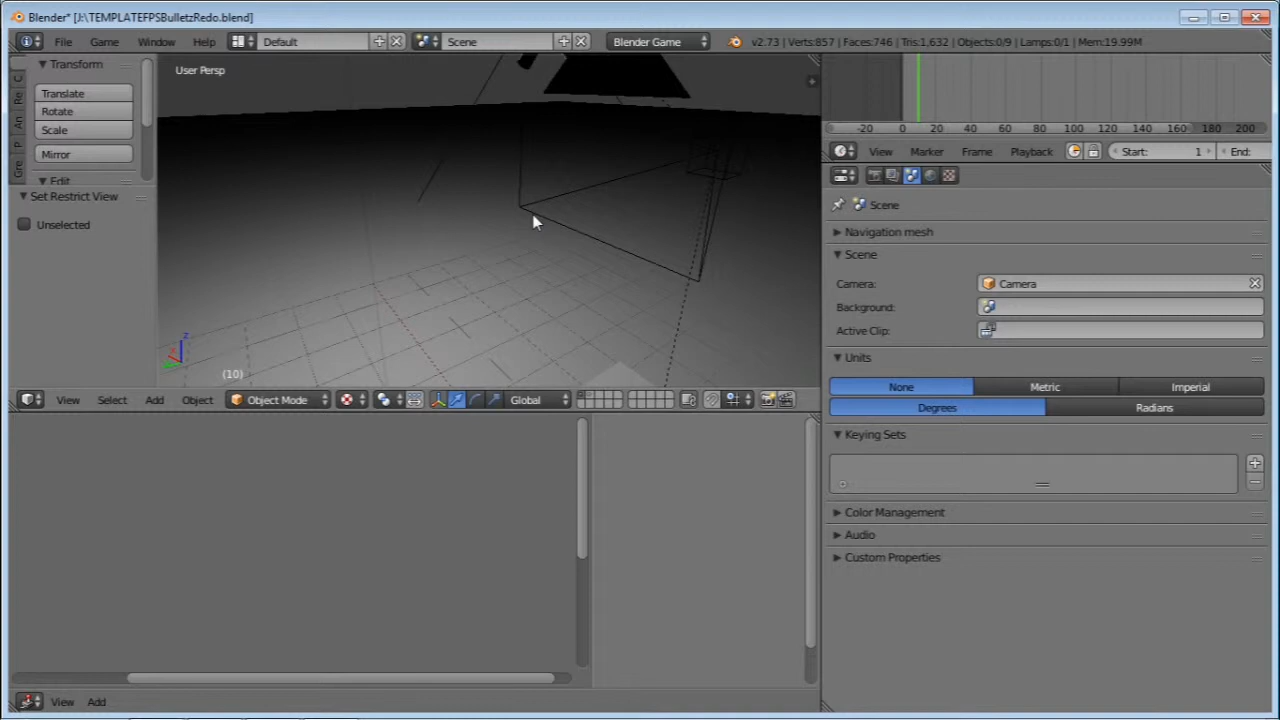 Blender* [J:\TEMPLATEFPSBulletzRedo.blend]
File Game Window Help Default Scene Blender Game v2.73 | Verts:857 | Faces:746 | Tris:1,632 | Objects:0/9 | Lamps:0/1 | Mem:19.99M
Transform
Translate
Rotate
Scale
Mirror
Edit
Set Restrict View
Unselected
C
Re
An
P
Gre
User Persp
z
(10)
View Select Add Object Object Mode Global
View Add
-20 0 20 40 60 80 100 120 140 160 180 200
View Marker Frame Playback Start: 1 End:
Scene
Navigation mesh
Scene
Camera: Camera
Background:
Active Clip:
Units
None Metric Imperial
Degrees Radians
Keying Sets
Color Management
Audio
Custom Properties